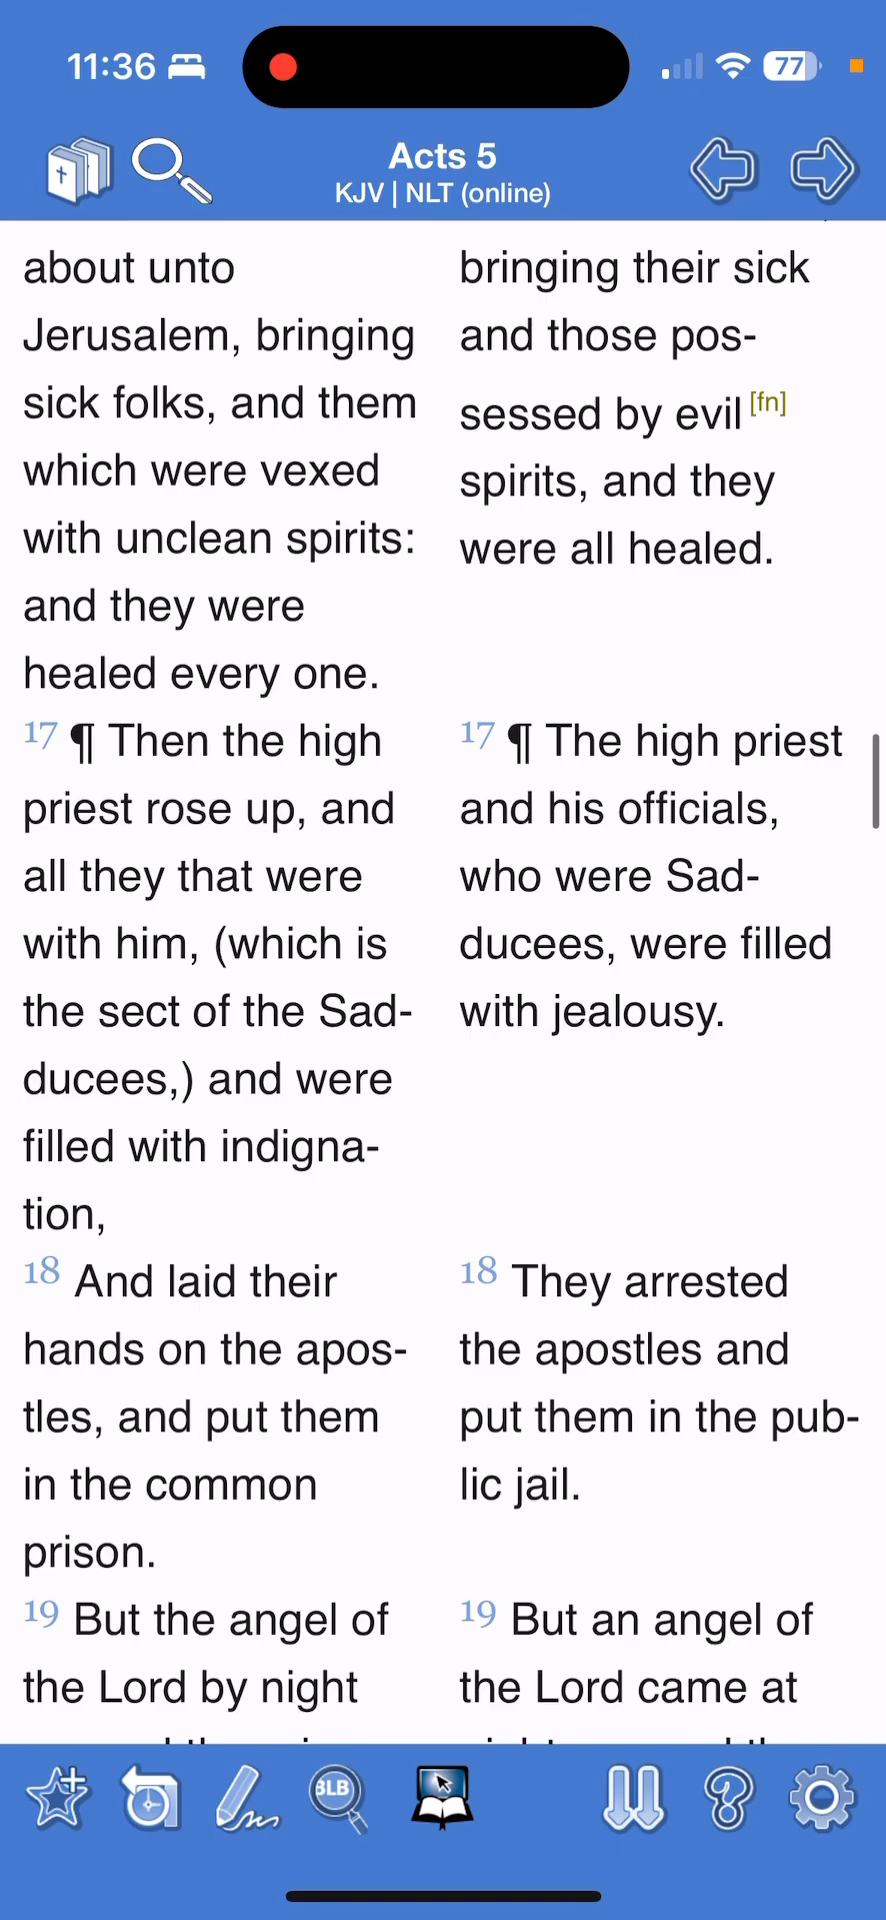 11:36
77
Acts 5
KJV | NLT (online)
about unto
Jerusalem, bringing
sick folks, and them
which were vexed
with unclean spirits:
and they were
healed every one.
17 ¶ Then the high
priest rose up, and
all they that were
with him, (which is
the sect of the Sad-
ducees,) and were
filled with indigna-
tion,
18 And laid their
hands on the apos-
tles, and put them
in the common
prison.
19 But the angel of
the Lord by night
bringing their sick
and those pos-
sessed by evil [fn]
spirits, and they
were all healed.
17 ¶ The high priest
and his officials,
who were Sad-
ducees, were filled
with jealousy.
18 They arrested
the apostles and
put them in the pub-
lic jail.
19 But an angel of
the Lord came at
BLB